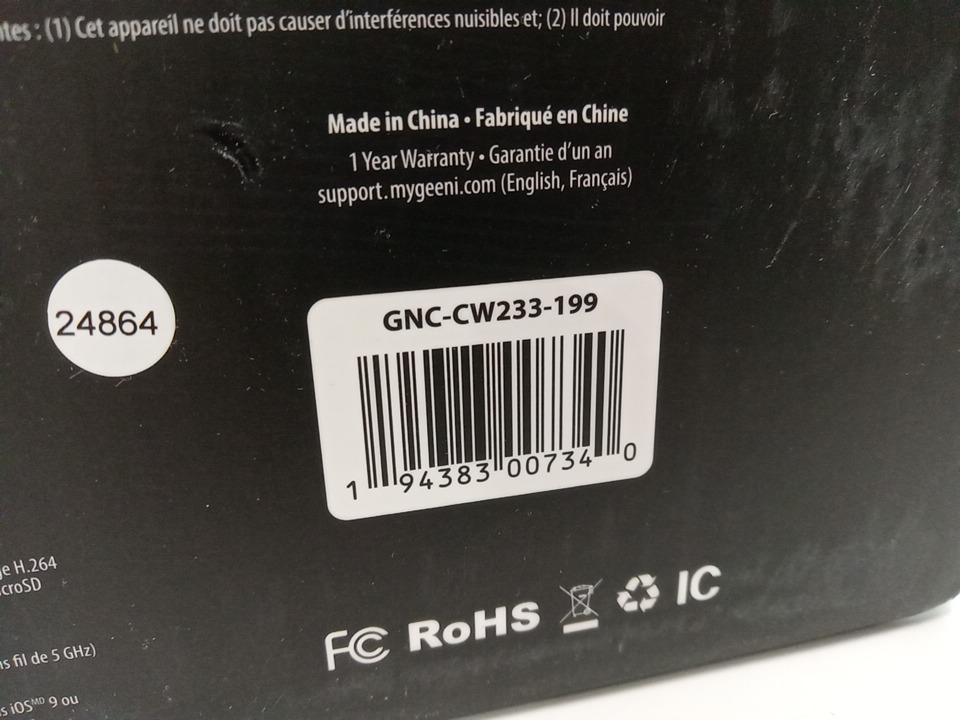 ntes : (1) Cet appareil ne doit pas causer d'interférences nuisibles et; (2) Il doit pouvoir
Made in China • Fabriqué en Chine
1 Year Warranty • Garantie d'un an
support.mygeeni.com (English, Français)
24864
GNC-CW233-199
1 94383 00734 0
ge H.264
croSD
ns fil de 5 GHz)
s iOSᴹᴰ 9 ou
FC RoHS IC